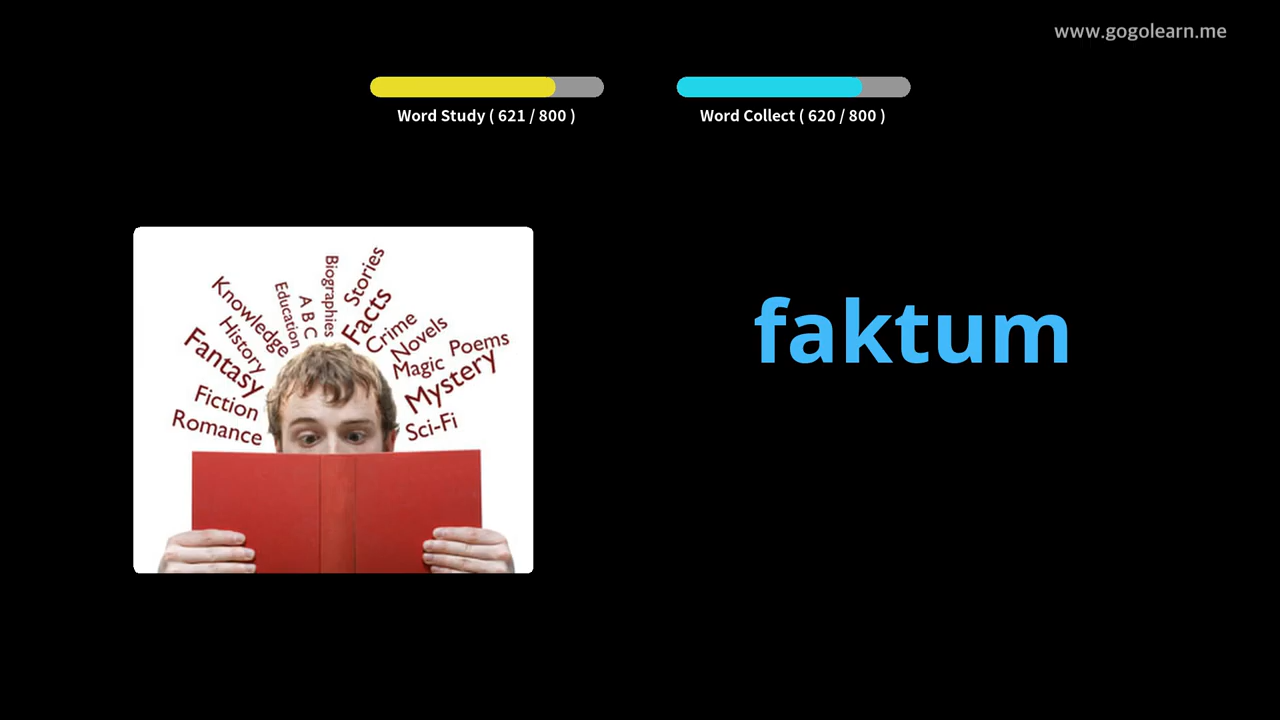 www.gogolearn.me
Word Study ( 621 / 800 )
Word Collect ( 620 / 800 )
faktum
Knowledge
Education
A B C
Biographies
Stories
Facts
Crime
Novels
Poems
Magic
Mystery
Sci-Fi
History
Fantasy
Fiction
Romance